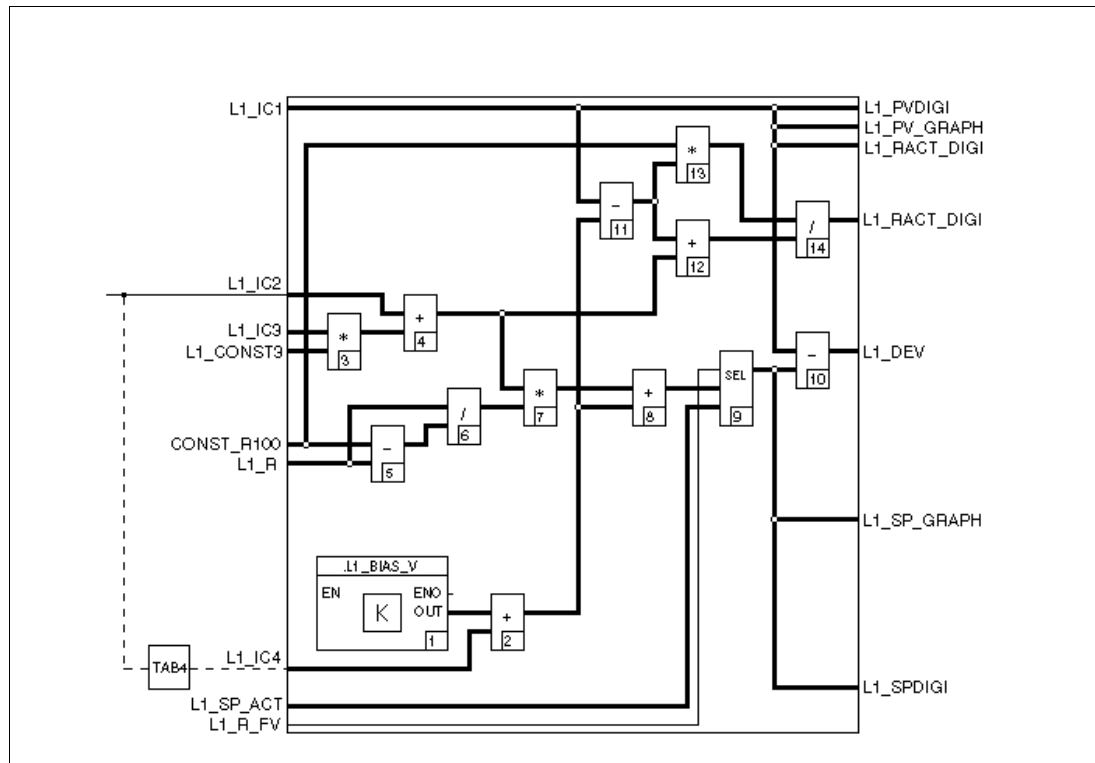 L1_IC1
L1_PVDIGI
L1_PV_GRAPH
L1_RACT_DIGI
*
13
-
11
L1_RACT_DIGI
/
14
+
12
L1_IC2
+
4
L1_IC3
*
3
L1_CONST3
L1_DEV
-
10
SEL
9
*
7
+
8
/
6
CONST_R100
-
5
L1_R
L1_SP_GRAPH
.L1_BIAS_V
EN
ENO
K
OUT
1
+
2
TAB4
L1_IC4
L1_SPDIGI
L1_SP_ACT
L1_R_FV